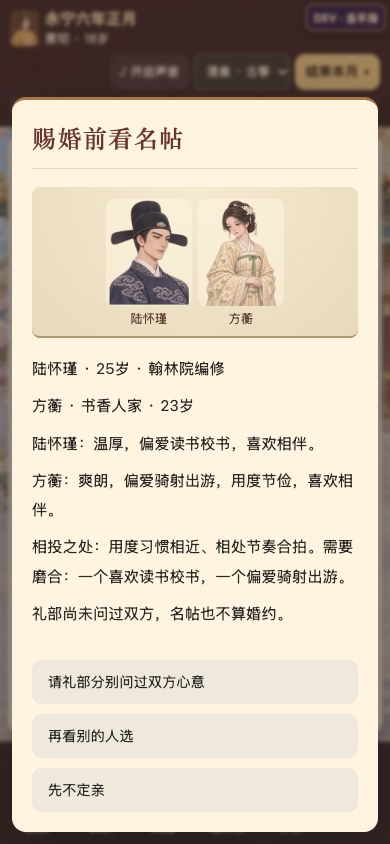 永宁六年正月
DEV · 选手指
♪ 开启声音
清奏 · 古筝
结束本月 ›
赐婚前看名帖
陆怀瑾
方蘅
陆怀瑾 · 25岁 · 翰林院编修
方蘅 · 书香人家 · 23岁
陆怀瑾：温厚，偏爱读书校书，喜欢相伴。
方蘅：爽朗，偏爱骑射出游，用度节俭，喜欢相
伴。
相投之处：用度习惯相近、相处节奏合拍。需要
磨合：一个喜欢读书校书，一个偏爱骑射出游。
礼部尚未问过双方，名帖也不算婚约。
请礼部分别问过双方心意
再看别的人选
先不定亲